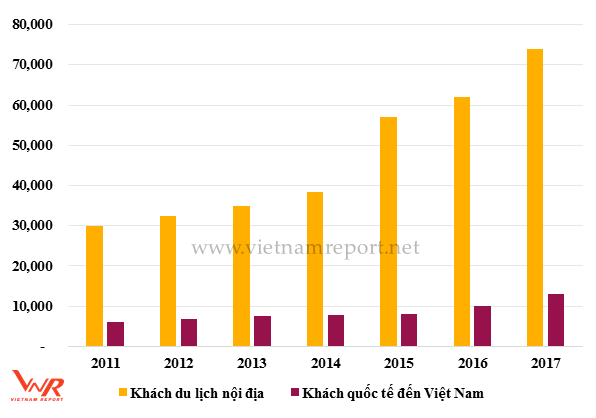 80,000
70,000
60,000
50,000
40,000
30,000
20,000
10,000
-
www.vietnamreport.net
2011 2012 2013 2014 2015 2016 2017
Khách du lịch nội địa Khách quốc tế đến Việt Nam
VNR
VIETNAM REPORT